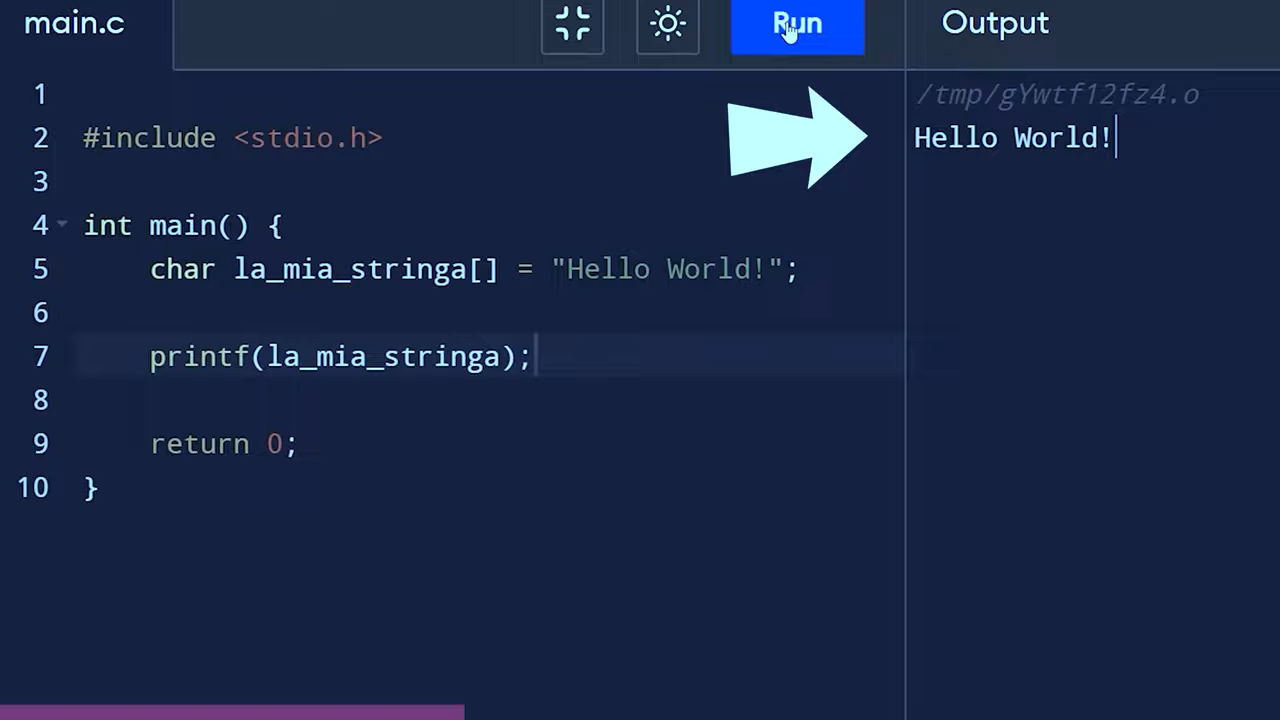 main.c
Run
Output
1
2 #include <stdio.h>
3
4 int main() {
5     char la_mia_stringa[] = "Hello World!";
6
7     printf(la_mia_stringa);
8
9     return 0;
10 }
/tmp/gYwtf12fz4.o
Hello World!